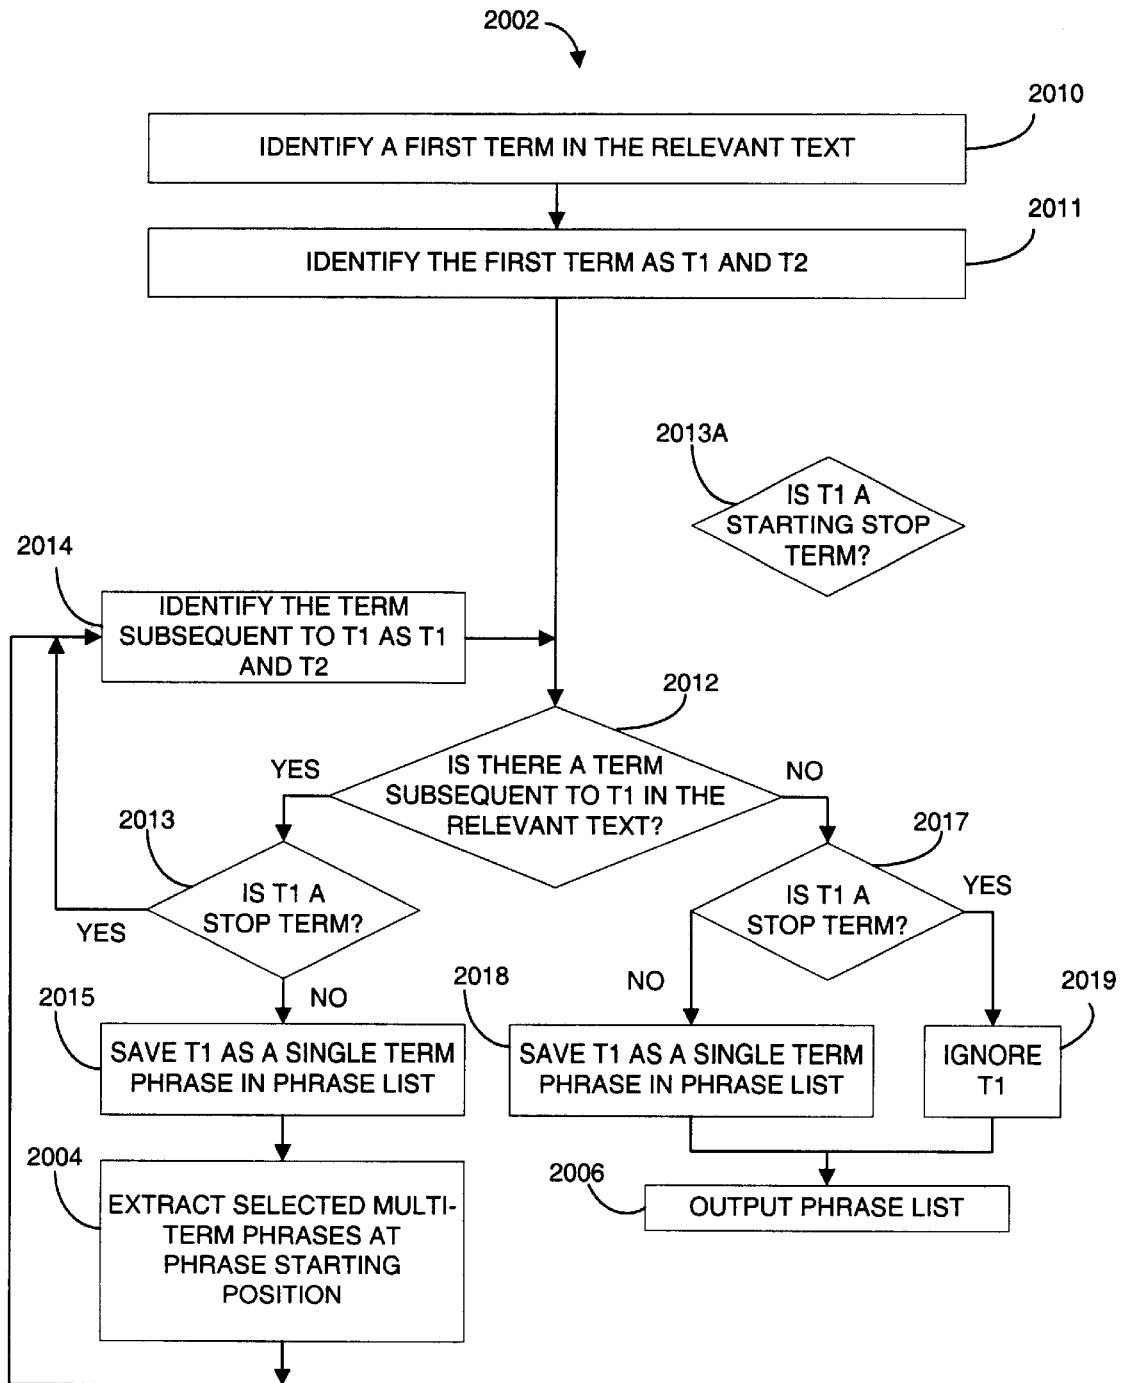 2002
2010
IDENTIFY A FIRST TERM IN THE RELEVANT TEXT
2011
IDENTIFY THE FIRST TERM AS T1 AND T2
2013A
IS T1 A
STARTING STOP
TERM?
2014
IDENTIFY THE TERM
SUBSEQUENT TO T1 AS T1
AND T2
2012
IS THERE A TERM
SUBSEQUENT TO T1 IN THE
RELEVANT TEXT?
YES
NO
2013
IS T1 A
STOP TERM?
YES
NO
2017
IS T1 A
STOP TERM?
YES
NO
2015
SAVE T1 AS A SINGLE TERM
PHRASE IN PHRASE LIST
2018
SAVE T1 AS A SINGLE TERM
PHRASE IN PHRASE LIST
2019
IGNORE
T1
2004
EXTRACT SELECTED MULTI-
TERM PHRASES AT
PHRASE STARTING
POSITION
2006
OUTPUT PHRASE LIST